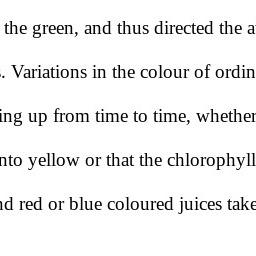 the green, and thus directed the a
. Variations in the colour of ordin
ing up from time to time, whether
nto yellow or that the chlorophyll
nd red or blue coloured juices take